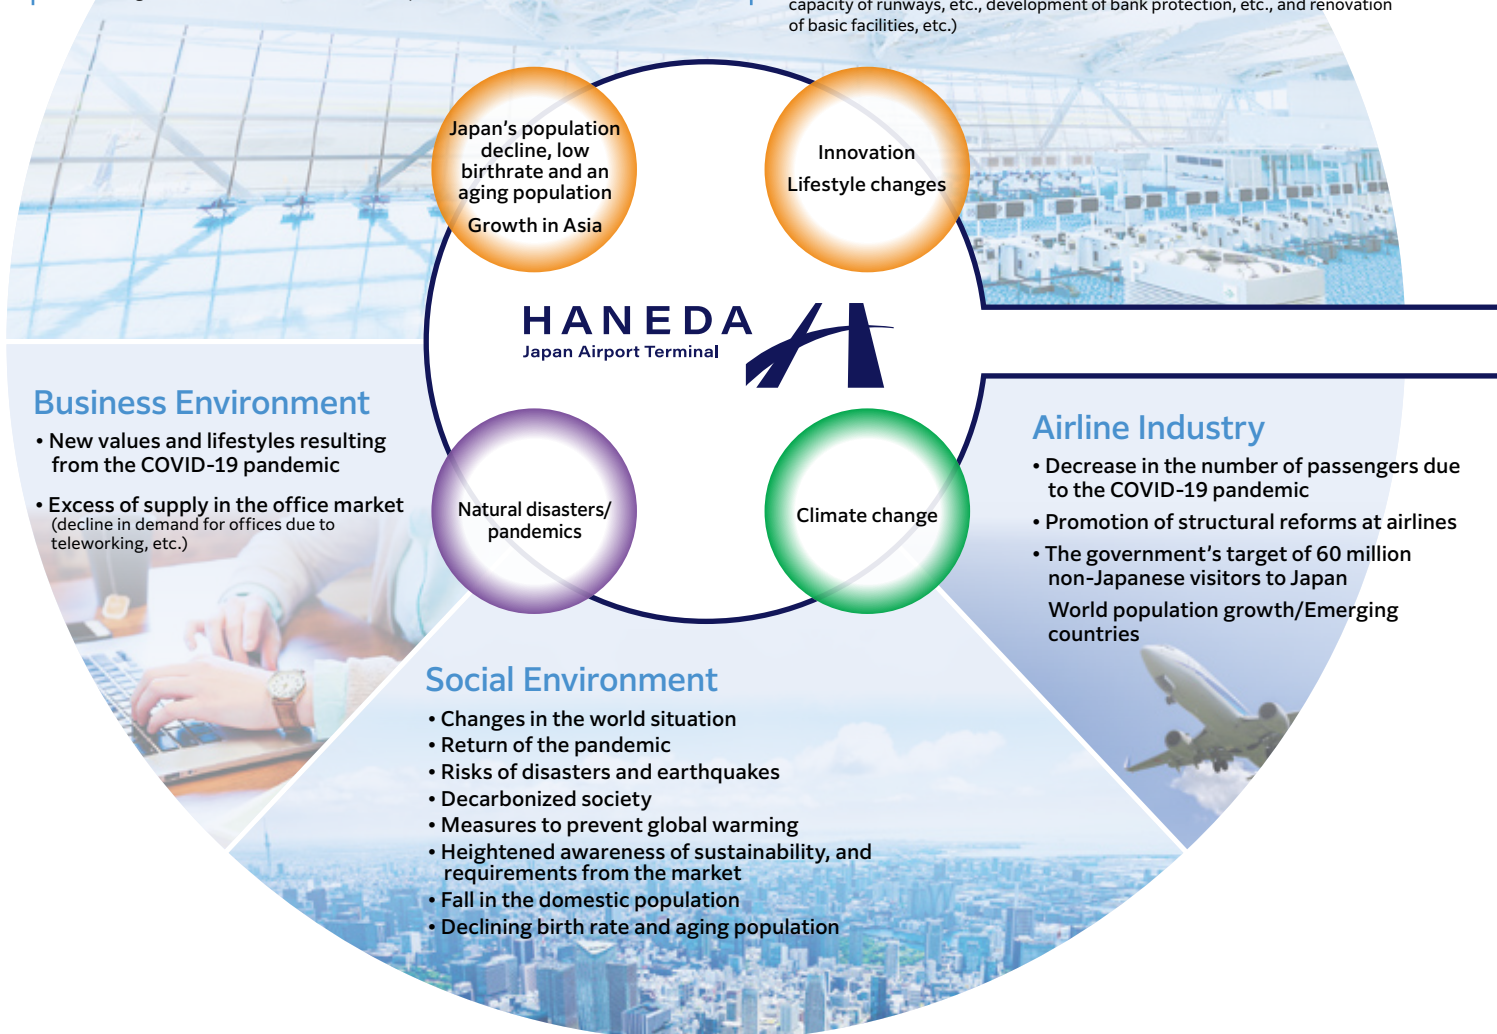 capacity of runways, etc., development of bank protection, etc., and renovation
of basic facilities, etc.)
Japan's population
decline, low
birthrate and an
aging population
Growth in Asia
Innovation
Lifestyle changes
HANEDA
Japan Airport Terminal
Business Environment
• New values and lifestyles resulting
from the COVID-19 pandemic
• Excess of supply in the office market
(decline in demand for offices due to
teleworking, etc.)
Natural disasters/
pandemics
Climate change
Airline Industry
• Decrease in the number of passengers due
to the COVID-19 pandemic
• Promotion of structural reforms at airlines
• The government's target of 60 million
non-Japanese visitors to Japan
World population growth/Emerging
countries
Social Environment
• Changes in the world situation
• Return of the pandemic
• Risks of disasters and earthquakes
• Decarbonized society
• Measures to prevent global warming
• Heightened awareness of sustainability, and
requirements from the market
• Fall in the domestic population
• Declining birth rate and aging population